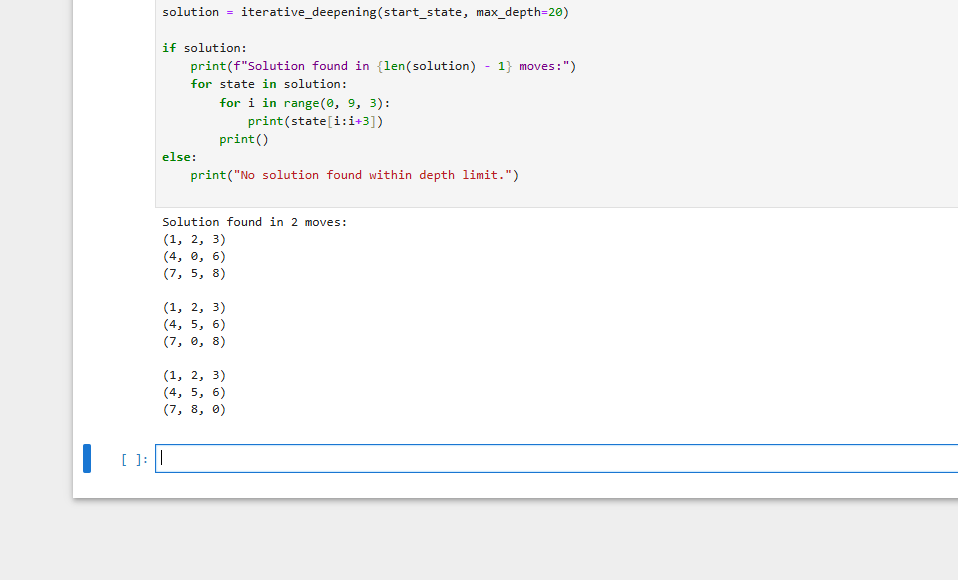 solution = iterative_deepening(start_state, max_depth=20)
if solution:
    print(f"Solution found in {len(solution) - 1} moves:")
    for state in solution:
        for i in range(0, 9, 3):
            print(state[i:i+3])
        print()
else:
    print("No solution found within depth limit.")
Solution found in 2 moves:
(1, 2, 3)
(4, 0, 6)
(7, 5, 8)
(1, 2, 3)
(4, 5, 6)
(7, 0, 8)
(1, 2, 3)
(4, 5, 6)
(7, 8, 0)
[ ]: